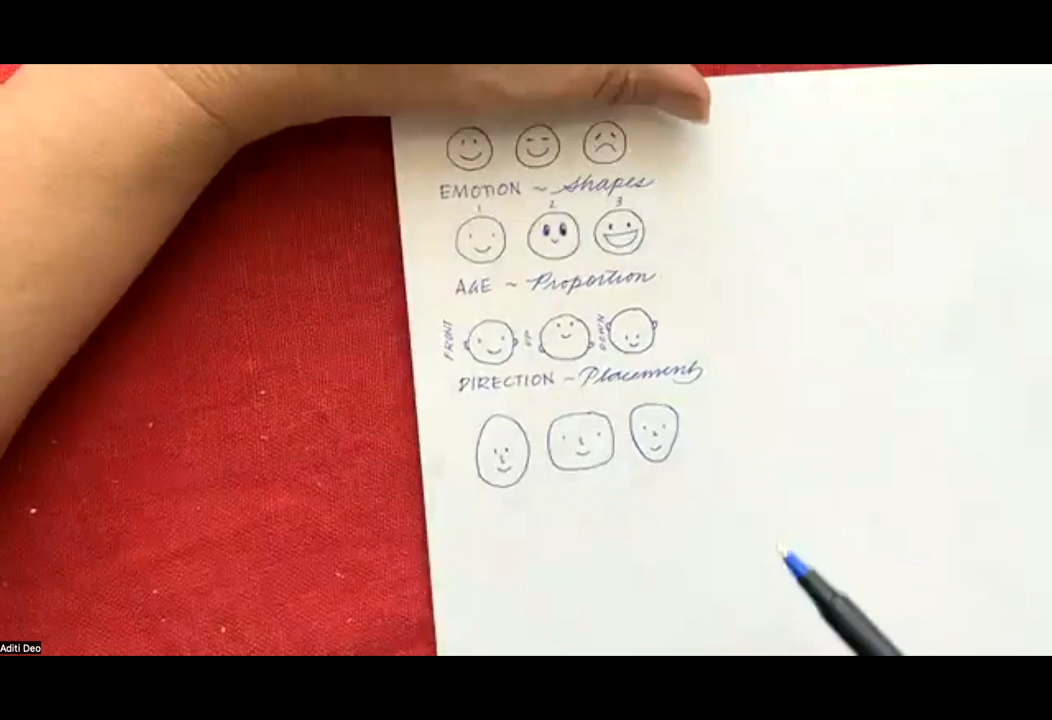 EMOTION ~ Shapes
1 2 3
AGE ~ Proportion
FRONT UP DOWN
DIRECTION ~ Placement
Aditi Deo